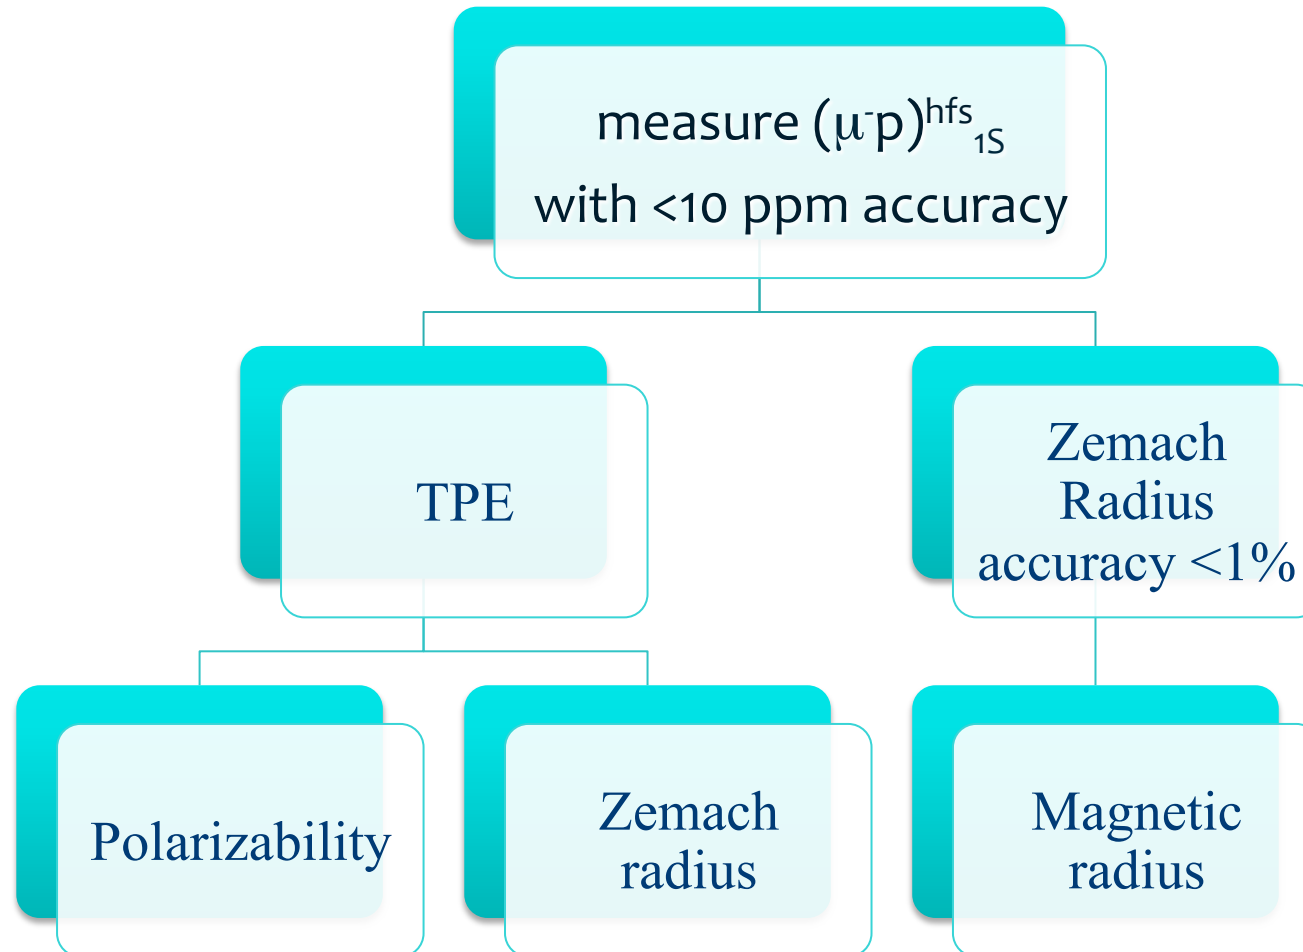 measure (μ⁻p)ʰᶠˢ₁S
with <10 ppm accuracy
TPE
Zemach
Radius
accuracy <1%
Polarizability
Zemach
radius
Magnetic
radius